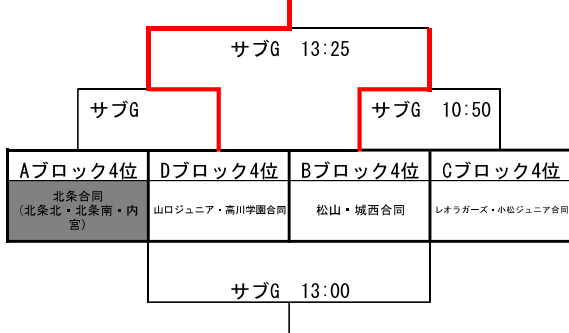 サブG 13:25
サブG
サブG 10:50
Aブロック4位
Dブロック4位
Bブロック4位
Cブロック4位
北条合同
(北条北・北条南・内
宮)
山口ジュニア・高川学園合同
松山・城西合同
レオラガーズ・小松ジュニア合同
サブG 13:00